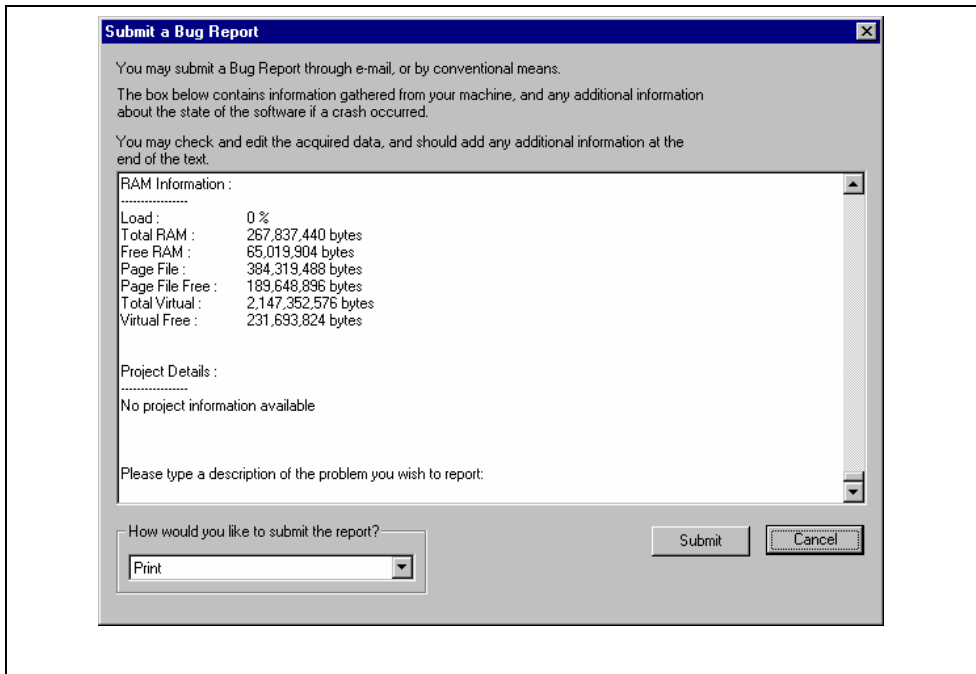 Submit a Bug Report
You may submit a Bug Report through e-mail, or by conventional means.
The box below contains information gathered from your machine, and any additional information
about the state of the software if a crash occurred.
You may check and edit the acquired data, and should add any additional information at the
end of the text.
RAM Information :
-----------------
Load : 0 %
Total RAM : 267,837,440 bytes
Free RAM : 65,019,904 bytes
Page File : 384,319,488 bytes
Page File Free : 189,648,896 bytes
Total Virtual : 2,147,352,576 bytes
Virtual Free : 231,693,824 bytes
Project Details :
-----------------
No project information available
Please type a description of the problem you wish to report:
How would you like to submit the report?
Print
Submit
Cancel